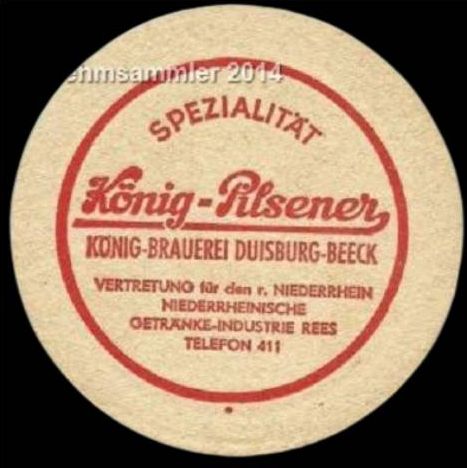 ehmsammler 2014
SPEZIALITÄT
König-Pilsener
KÖNIG-BRAUEREI DUISBURG-BEECK
VERTRETUNG für den r. NIEDERRHEIN
NIEDERRHEINISCHE
GETRÄNKE-INDUSTRIE REES
TELEFON 411